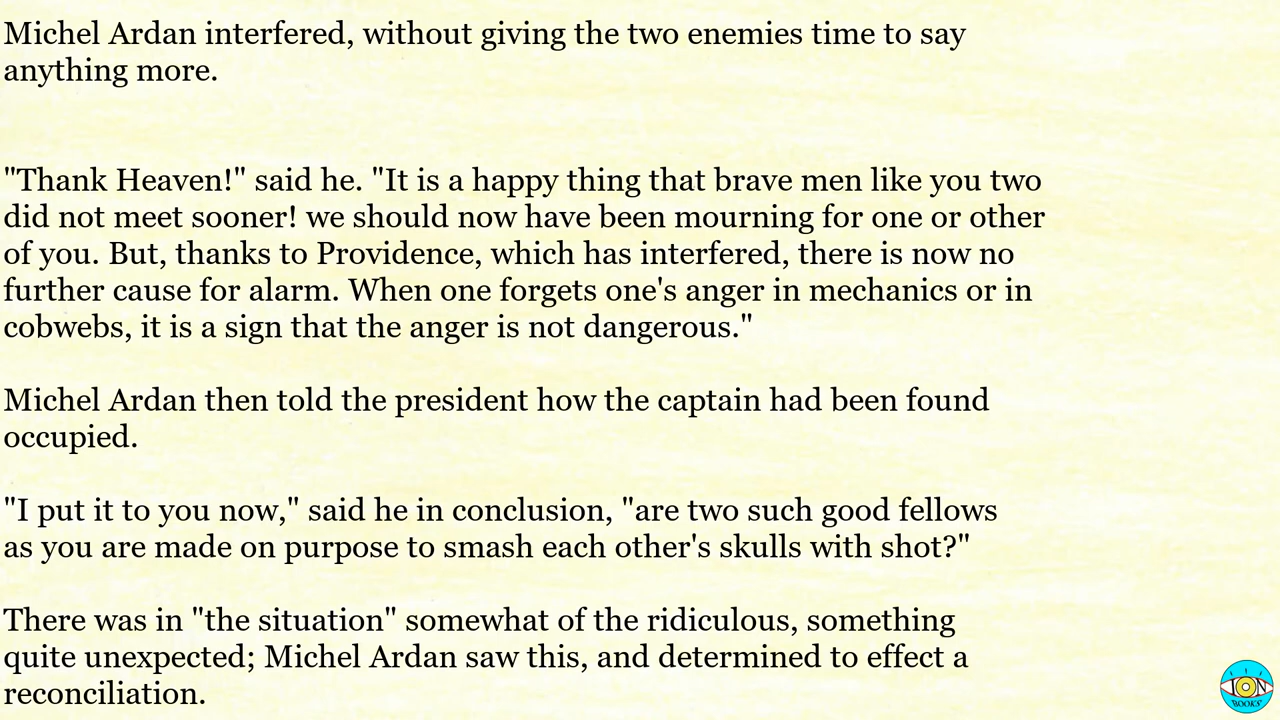 Michel Ardan interfered, without giving the two enemies time to say
anything more.
"Thank Heaven!" said he. "It is a happy thing that brave men like you two
did not meet sooner! we should now have been mourning for one or other
of you. But, thanks to Providence, which has interfered, there is now no
further cause for alarm. When one forgets one's anger in mechanics or in
cobwebs, it is a sign that the anger is not dangerous."
Michel Ardan then told the president how the captain had been found
occupied.
"I put it to you now," said he in conclusion, "are two such good fellows
as you are made on purpose to smash each other's skulls with shot?"
There was in "the situation" somewhat of the ridiculous, something
quite unexpected; Michel Ardan saw this, and determined to effect a
reconciliation.
ION
BOOKS